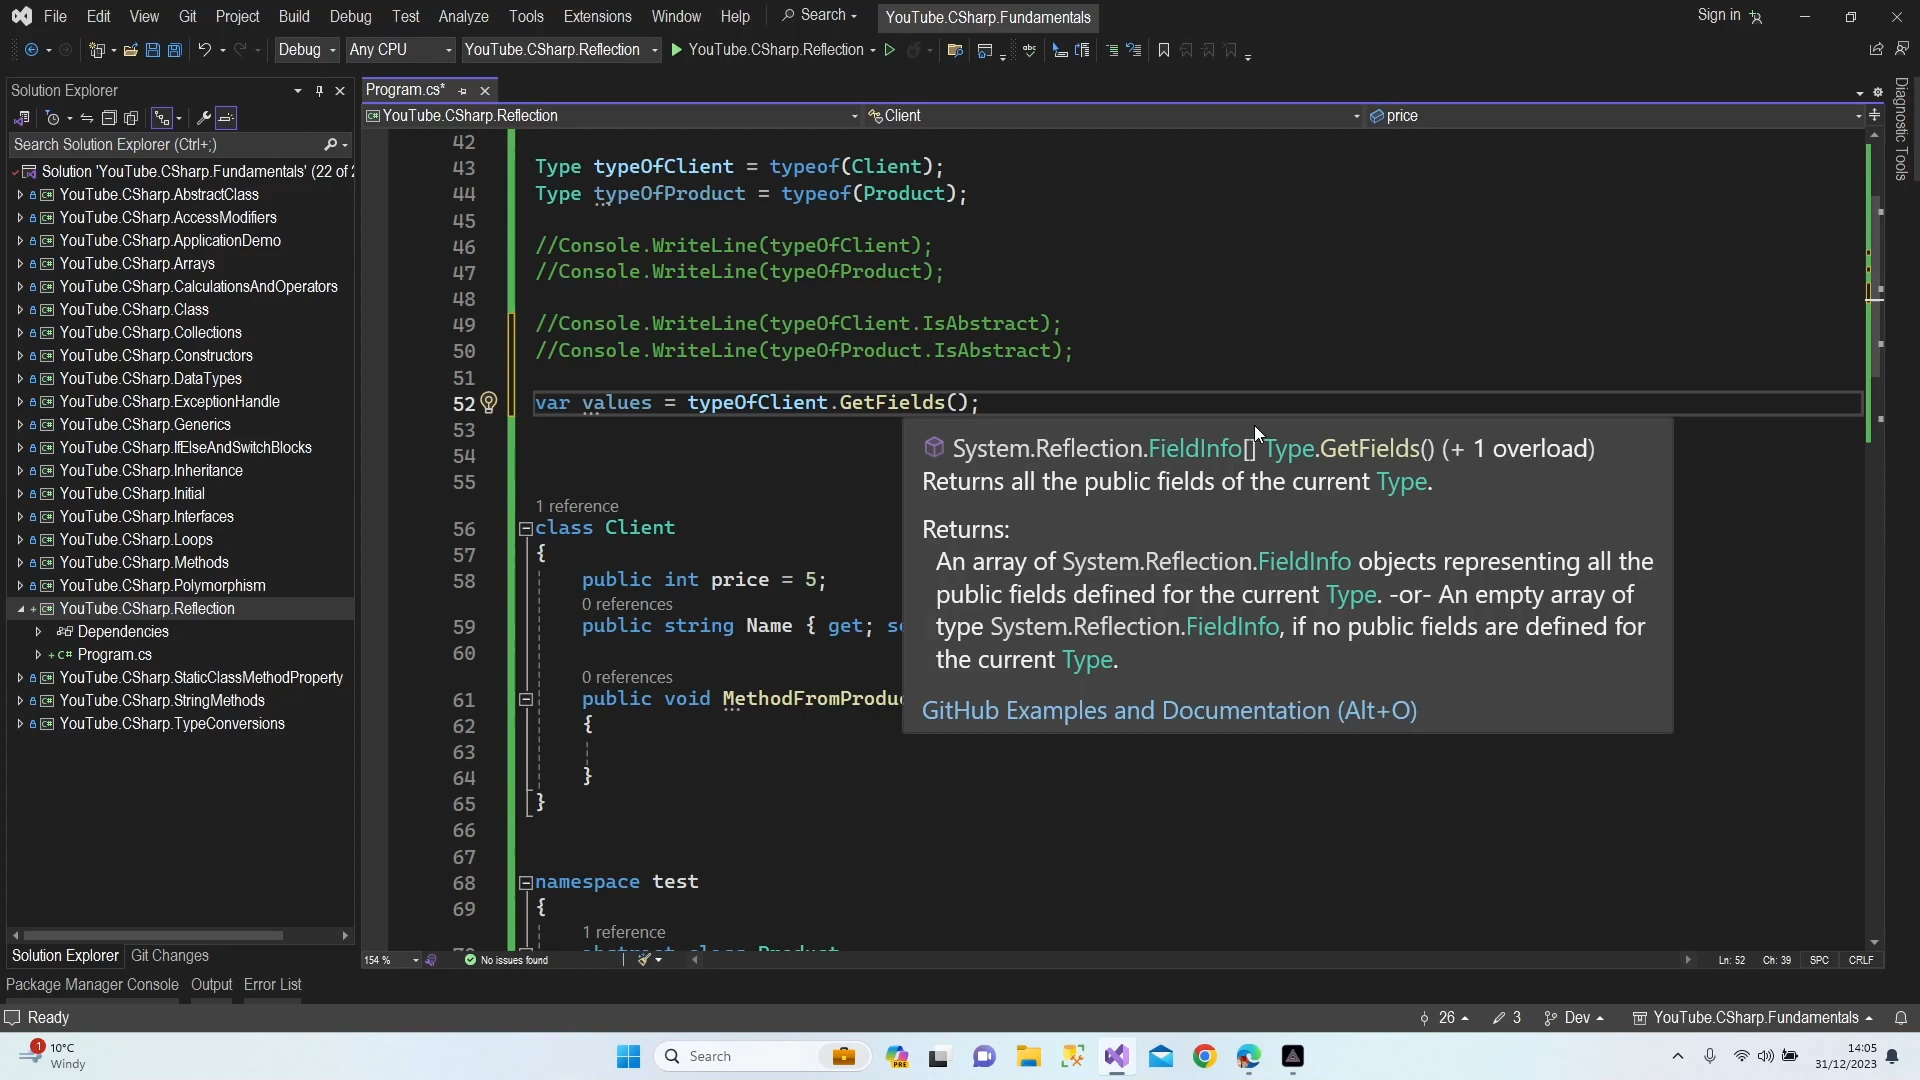 File Edit View Git Project Build Debug Test Analyze Tools Extensions Window Help Search YouTube.CSharp.Fundamentals Sign in
Debug Any CPU YouTube.CSharp.Reflection YouTube.CSharp.Reflection
Solution Explorer
Search Solution Explorer (Ctrl+;)
Solution 'YouTube.CSharp.Fundamentals' (22 of 2
YouTube.CSharp.AbstractClass
YouTube.CSharp.AccessModifiers
YouTube.CSharp.ApplicationDemo
YouTube.CSharp.Arrays
YouTube.CSharp.CalculationsAndOperators
YouTube.CSharp.Class
YouTube.CSharp.Collections
YouTube.CSharp.Constructors
YouTube.CSharp.DataTypes
YouTube.CSharp.ExceptionHandle
YouTube.CSharp.Generics
YouTube.CSharp.IfElseAndSwitchBlocks
YouTube.CSharp.Inheritance
YouTube.CSharp.Initial
YouTube.CSharp.Interfaces
YouTube.CSharp.Loops
YouTube.CSharp.Methods
YouTube.CSharp.Polymorphism
YouTube.CSharp.Reflection
Dependencies
Program.cs
YouTube.CSharp.StaticClassMethodProperty
YouTube.CSharp.StringMethods
YouTube.CSharp.TypeConversions
Solution Explorer Git Changes
Program.cs*
YouTube.CSharp.Reflection Client price
Diagnostic Tools
42
43 Type typeOfClient = typeof(Client);
44 Type typeOfProduct = typeof(Product);
45
46 //Console.WriteLine(typeOfClient);
47 //Console.WriteLine(typeOfProduct);
48
49 //Console.WriteLine(typeOfClient.IsAbstract);
50 //Console.WriteLine(typeOfProduct.IsAbstract);
51
52 var values = typeOfClient.GetFields();
53
54
55
1 reference
56 class Client
57 {
58 public int price = 5;
0 references
59 public string Name { get; se
60
0 references
61 public void MethodFromProduc
62 {
63
64 }
65 }
66
67
68 namespace test
69 {
1 reference
70 abstract class Product
System.Reflection.FieldInfo[] Type.GetFields() (+ 1 overload)
Returns all the public fields of the current Type.
Returns:
An array of System.Reflection.FieldInfo objects representing all the
public fields defined for the current Type. -or- An empty array of
type System.Reflection.FieldInfo, if no public fields are defined for
the current Type.
GitHub Examples and Documentation (Alt+O)
154 % No issues found Ln: 52 Ch: 39 SPC CRLF
Package Manager Console Output Error List
Ready 26 3 Dev YouTube.CSharp.Fundamentals
1 10°C
Windy
Search
PRE
14:05
31/12/2023